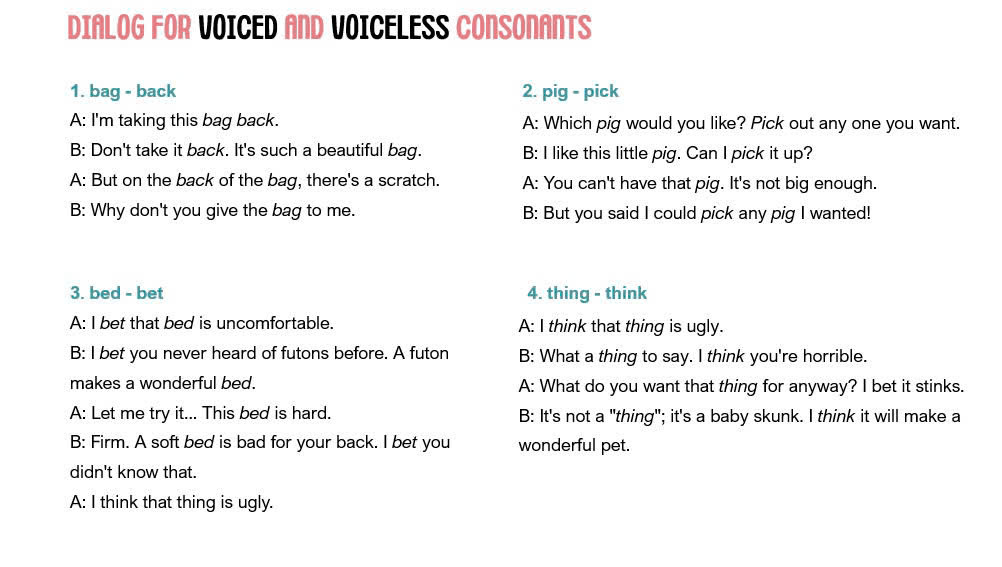 DIALOG FOR VOICED AND VOICELESS CONSONANTS
1. bag - back
A: I'm taking this bag back.
B: Don't take it back. It's such a beautiful bag.
A: But on the back of the bag, there's a scratch.
B: Why don't you give the bag to me.
2. pig - pick
A: Which pig would you like? Pick out any one you want.
B: I like this little pig. Can I pick it up?
A: You can't have that pig. It's not big enough.
B: But you said I could pick any pig I wanted!
3. bed - bet
A: I bet that bed is uncomfortable.
B: I bet you never heard of futons before. A futon
makes a wonderful bed.
A: Let me try it... This bed is hard.
B: Firm. A soft bed is bad for your back. I bet you
didn't know that.
A: I think that thing is ugly.
4. thing - think
A: I think that thing is ugly.
B: What a thing to say. I think you're horrible.
A: What do you want that thing for anyway? I bet it stinks.
B: It's not a "thing"; it's a baby skunk. I think it will make a
wonderful pet.